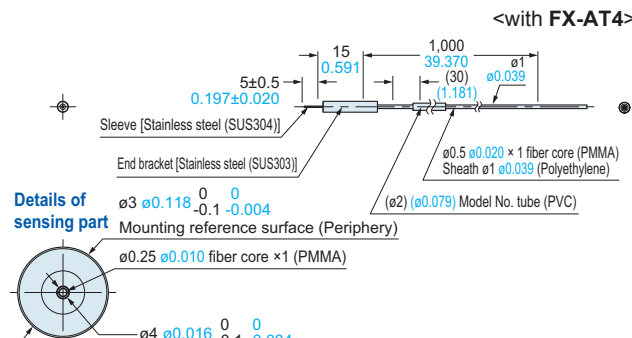 <with FX-AT4>
15
0.591
1,000
39.370
ø1
ø0.039
5±0.5
0.197±0.020
(30)
(1.181)
Sleeve [Stainless steel (SUS304)]
End bracket [Stainless steel (SUS303)]
ø0.5 ø0.020 × 1 fiber core (PMMA)
Sheath ø1 ø0.039 (Polyethylene)
(ø2) (ø0.079) Model No. tube (PVC)
Details of
sensing part
ø3 ø0.118 0 0
-0.1 -0.004
Mounting reference surface (Periphery)
ø0.25 ø0.010 fiber core ×1 (PMMA)
ø4 ø0.016 0 0